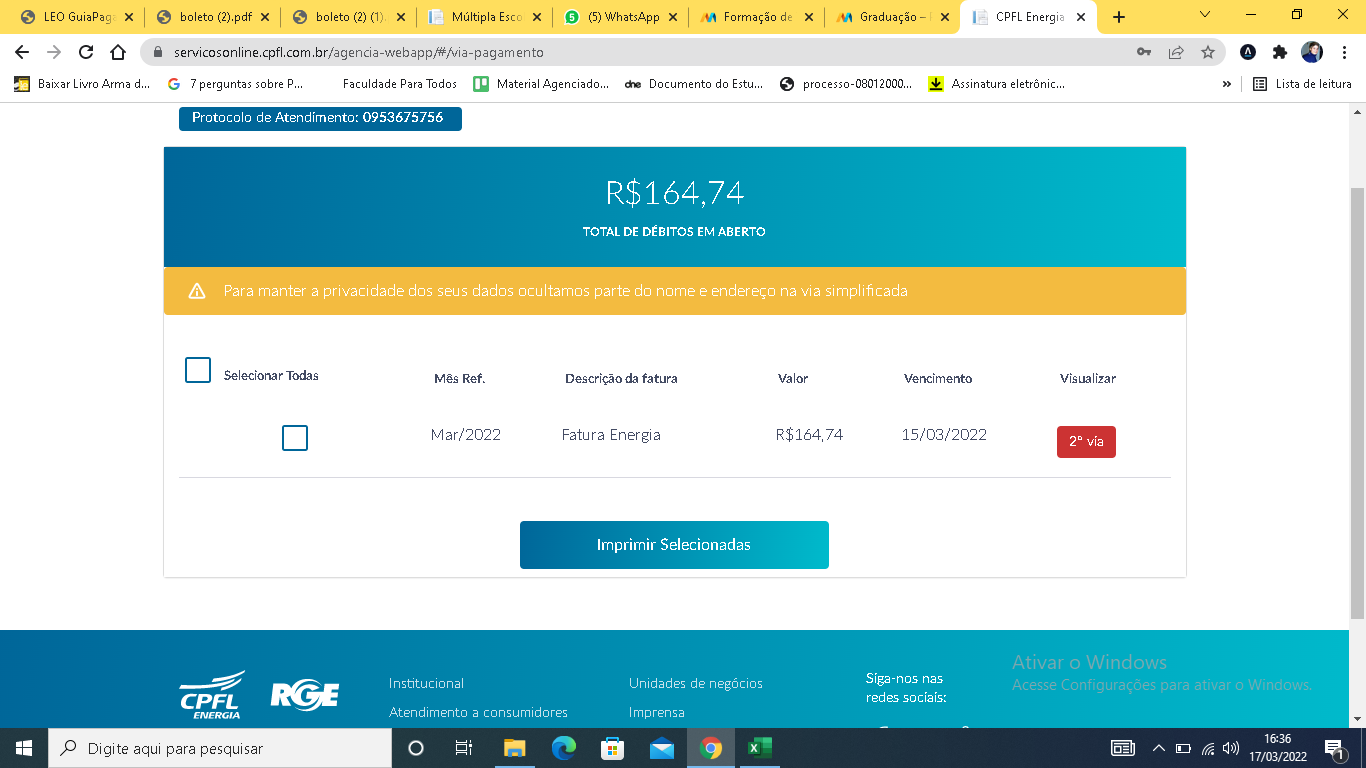 LEO GuiaPaga
boleto (2).pdf
boleto (2) (1).
Múltipla Esco
(5) WhatsApp
Formação de
Graduação –
CPFL Energia
servicosonline.cpfl.com.br/agencia-webapp/#/via-pagamento
Baixar Livro Arma d...
7 perguntas sobre P...
Faculdade Para Todos
Material Agenciado...
dne Documento do Estu...
processo-08012000...
Assinatura eletrônic...
»
Lista de leitura
Protocolo de Atendimento: 0953675756
R$164,74
TOTAL DE DÉBITOS EM ABERTO
Para manter a privacidade dos seus dados ocultamos parte do nome e endereço na via simplificada
Selecionar Todas Mês Ref. Descrição da fatura Valor Vencimento Visualizar
Mar/2022 Fatura Energia R$164,74 15/03/2022 2º via
Imprimir Selecionadas
CPFL ENERGIA
RGE
Institucional
Atendimento a consumidores
Unidades de negócios
Imprensa
Siga-nos nas
redes sociais:
Ativar o Windows
Acesse Configurações para ativar o Windows.
Digite aqui para pesquisar
16:36
17/03/2022
1